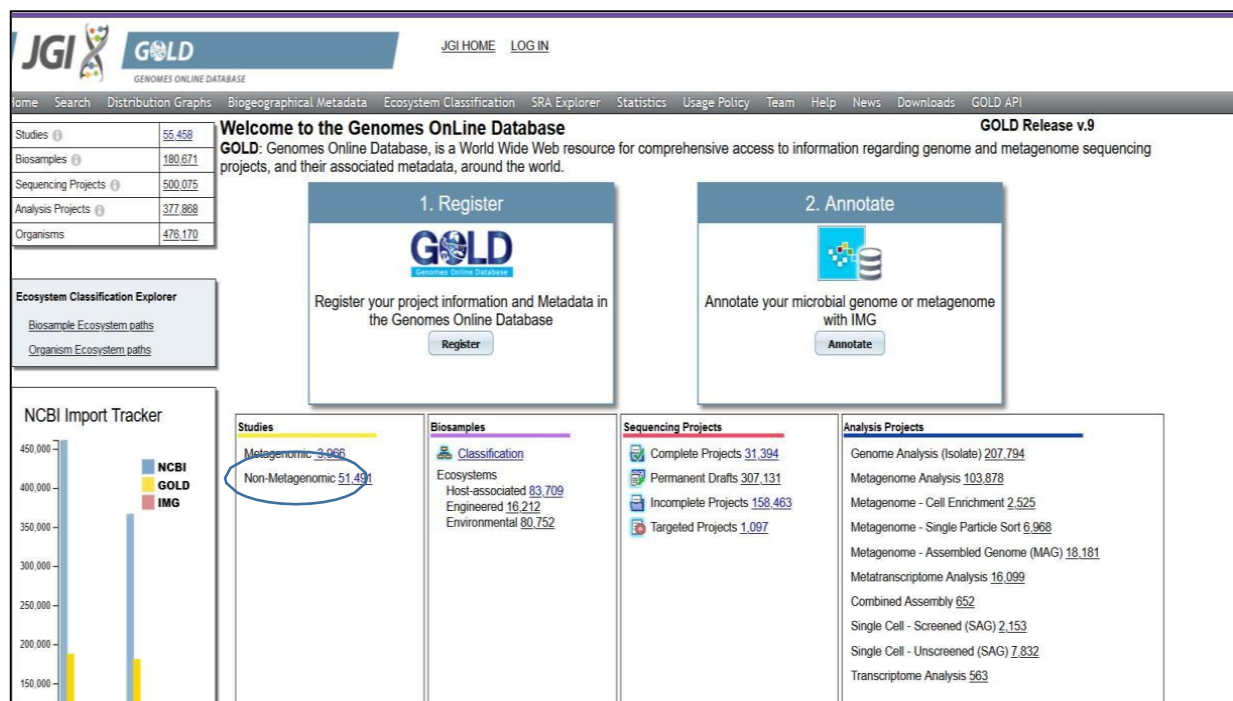 JGI
GOLD
GENOMES ONLINE DATABASE
JGI HOME LOG IN
Home Search Distribution Graphs Biogeographical Metadata Ecosystem Classification SRA Explorer Statistics Usage Policy Team Help News Downloads GOLD API
Studies 55,458
Biosamples 180,671
Sequencing Projects 500,075
Analysis Projects 377,868
Organisms 476,170
Welcome to the Genomes OnLine Database
GOLD Release v.9
GOLD: Genomes Online Database, is a World Wide Web resource for comprehensive access to information regarding genome and metagenome sequencing
projects, and their associated metadata, around the world.
1. Register
GOLD
Genomes Online Database
Register your project information and Metadata in
the Genomes Online Database
Register
2. Annotate
Annotate your microbial genome or metagenome
with IMG
Annotate
Ecosystem Classification Explorer
Biosample Ecosystem paths
Organism Ecosystem paths
NCBI Import Tracker
450,000
400,000
350,000
300,000
250,000
200,000
150,000
NCBI
GOLD
IMG
Studies
Metagenomic 3,966
Non-Metagenomic 51,491
Biosamples
Classification
Ecosystems
Host-associated 83,709
Engineered 16,212
Environmental 80,752
Sequencing Projects
Complete Projects 31,394
Permanent Drafts 307,131
Incomplete Projects 158,463
Targeted Projects 1,097
Analysis Projects
Genome Analysis (Isolate) 207,794
Metagenome Analysis 103,878
Metagenome - Cell Enrichment 2,525
Metagenome - Single Particle Sort 6,968
Metagenome - Assembled Genome (MAG) 18,181
Metatranscriptome Analysis 16,099
Combined Assembly 652
Single Cell - Screened (SAG) 2,153
Single Cell - Unscreened (SAG) 7,832
Transcriptome Analysis 563